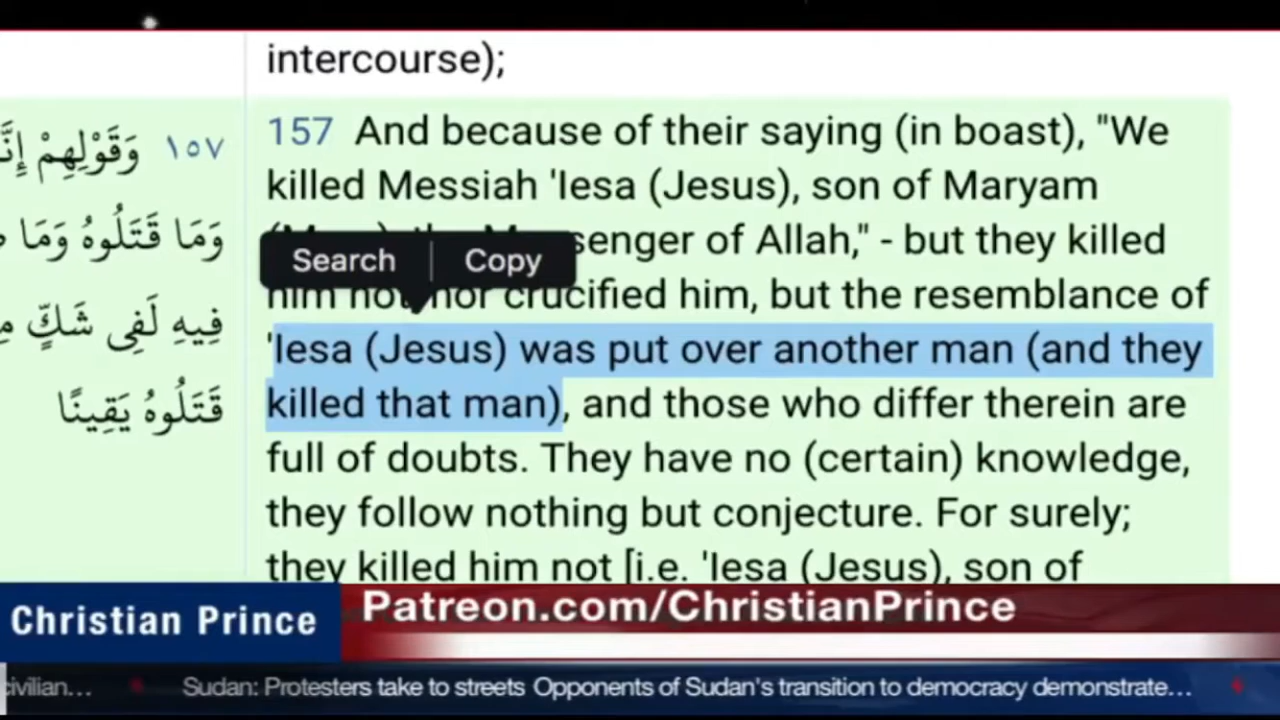 intercourse);
157 And because of their saying (in boast), "We
killed Messiah 'Iesa (Jesus), son of Maryam
senger of Allah," - but they killed
him not nor crucified him, but the resemblance of
'Iesa (Jesus) was put over another man (and they
killed that man), and those who differ therein are
full of doubts. They have no (certain) knowledge,
they follow nothing but conjecture. For surely;
they killed him not [i.e. 'Iesa (Jesus), son of
Search Copy
١٥٧ وَقَوْلِهِمْ
وَمَا قَتَلُوهُ وَمَا
فِيهِ لَفِى شَكٍّ
قَتَلُوهُ يَقِينًا
Christian Prince
Patreon.com/ChristianPrince
civilian... Sudan: Protesters take to streets Opponents of Sudan's transition to democracy demonstrate...